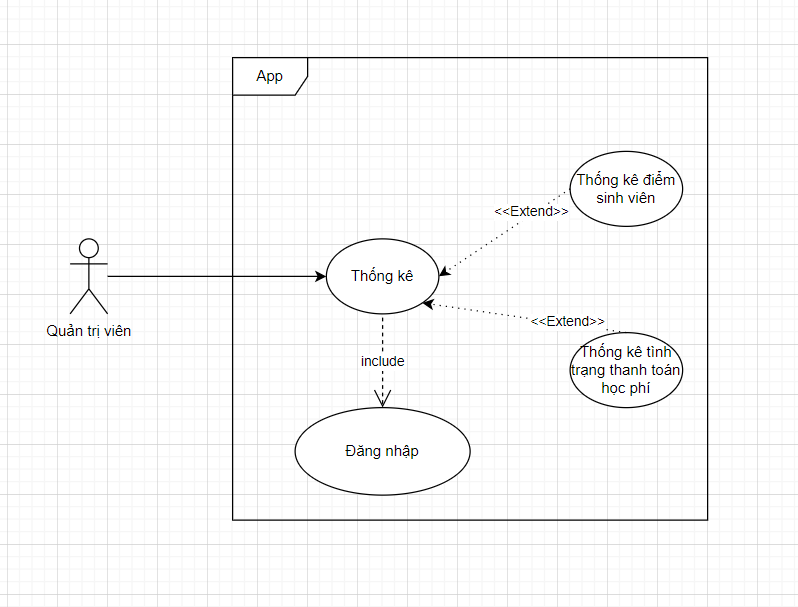 App
Thống kê điểm
sinh viên
<<Extend>>
Thống kê
Quản trị viên
<<Extend>>
Thống kê tình
trạng thanh toán
học phí
include
Đăng nhập